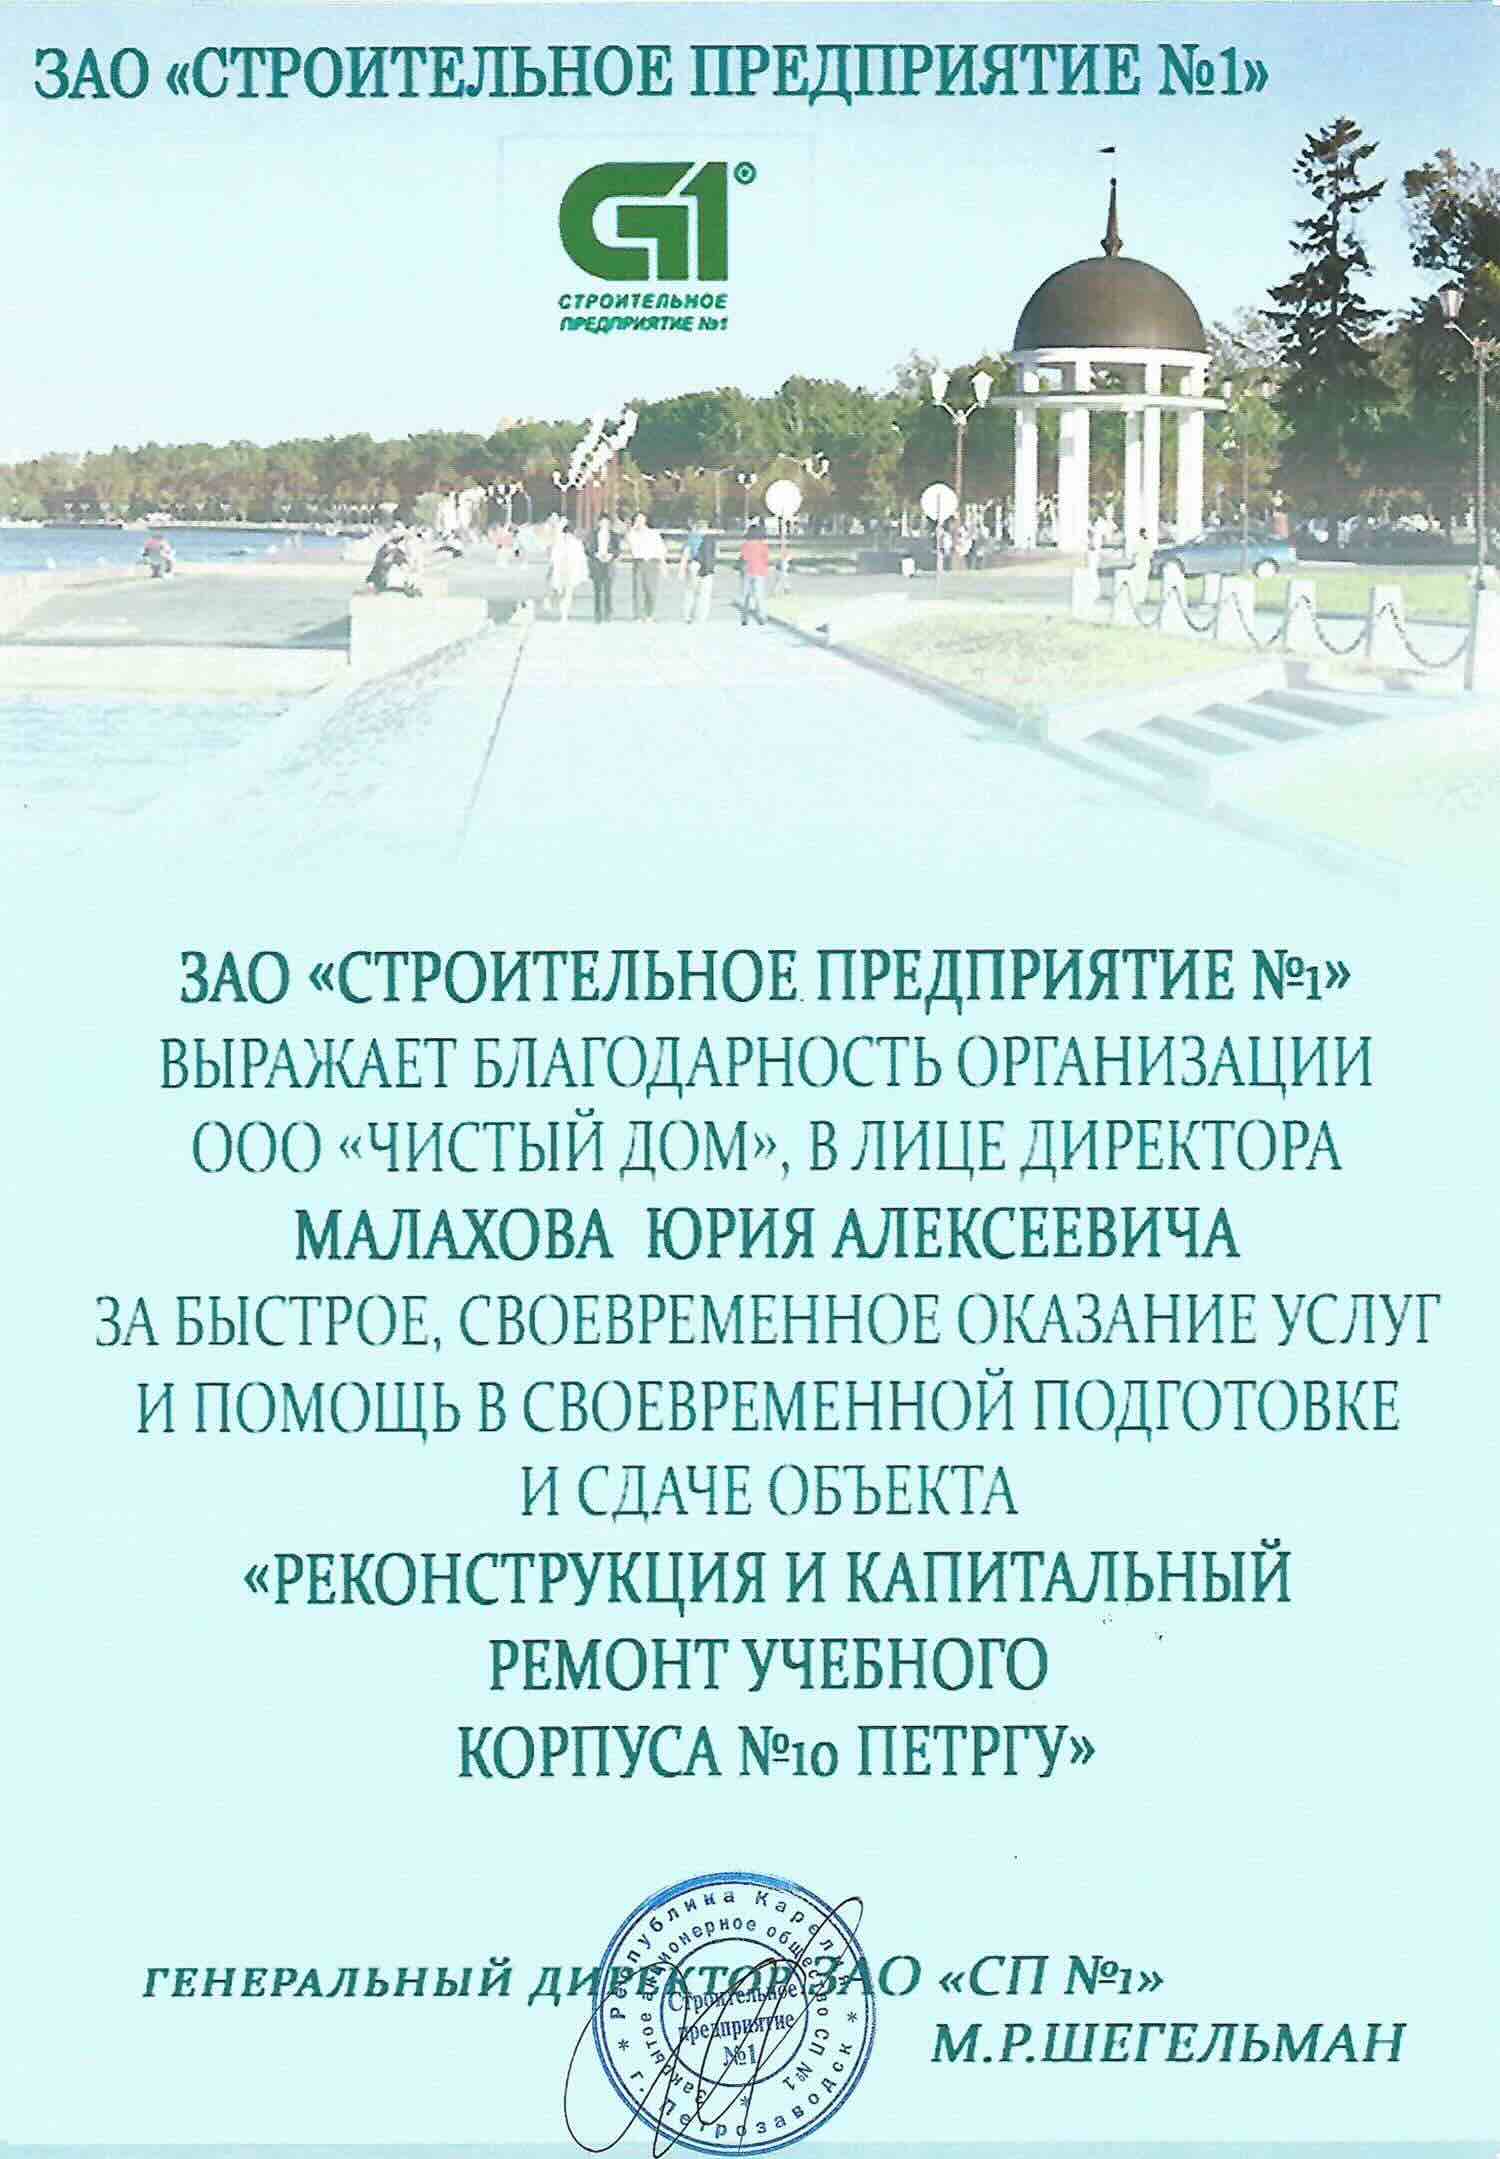 ЗАО «СТРОИТЕЛЬНОЕ ПРЕДПРИЯТИЕ №1»
СТРОИТЕЛЬНОЕ
ПРЕДПРИЯТИЕ №1
ЗАО «СТРОИТЕЛЬНОЕ ПРЕДПРИЯТИЕ №1»
ВЫРАЖАЕТ БЛАГОДАРНОСТЬ ОРГАНИЗАЦИИ
ООО «ЧИСТЫЙ ДОМ», В ЛИЦЕ ДИРЕКТОРА
МАЛАХОВА ЮРИЯ АЛЕКСЕЕВИЧА
ЗА БЫСТРОЕ, СВОЕВРЕМЕННОЕ ОКАЗАНИЕ УСЛУГ
И ПОМОЩЬ В СВОЕВРЕМЕННОЙ ПОДГОТОВКЕ
И СДАЧЕ ОБЪЕКТА
«РЕКОНСТРУКЦИЯ И КАПИТАЛЬНЫЙ
РЕМОНТ УЧЕБНОГО
КОРПУСА №10 ПЕТРГУ»
ГЕНЕРАЛЬНЫЙ ДИРЕКТОР ЗАО «СП №1»
М.Р.ШЕГЕЛЬМАН
Республика Карелия
* г. Петрозаводск *
Закрытое акционерное общество СП №1 *
Строительное
предприятие
№1